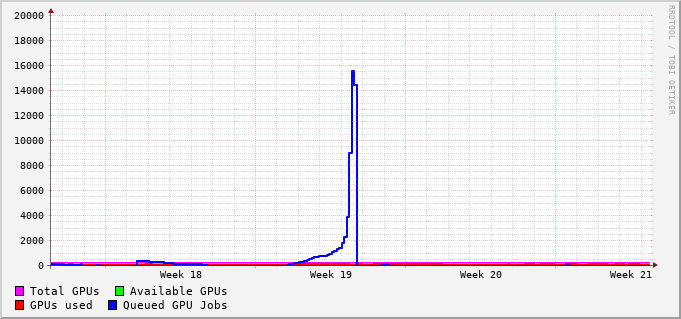 20000
18000
16000
14000
12000
10000
8000
6000
4000
2000
0
Week 18 Week 19 Week 20 Week 21
Total GPUs Available GPUs
GPUs used Queued GPU Jobs
RRDTOOL / TOBI OETIKER